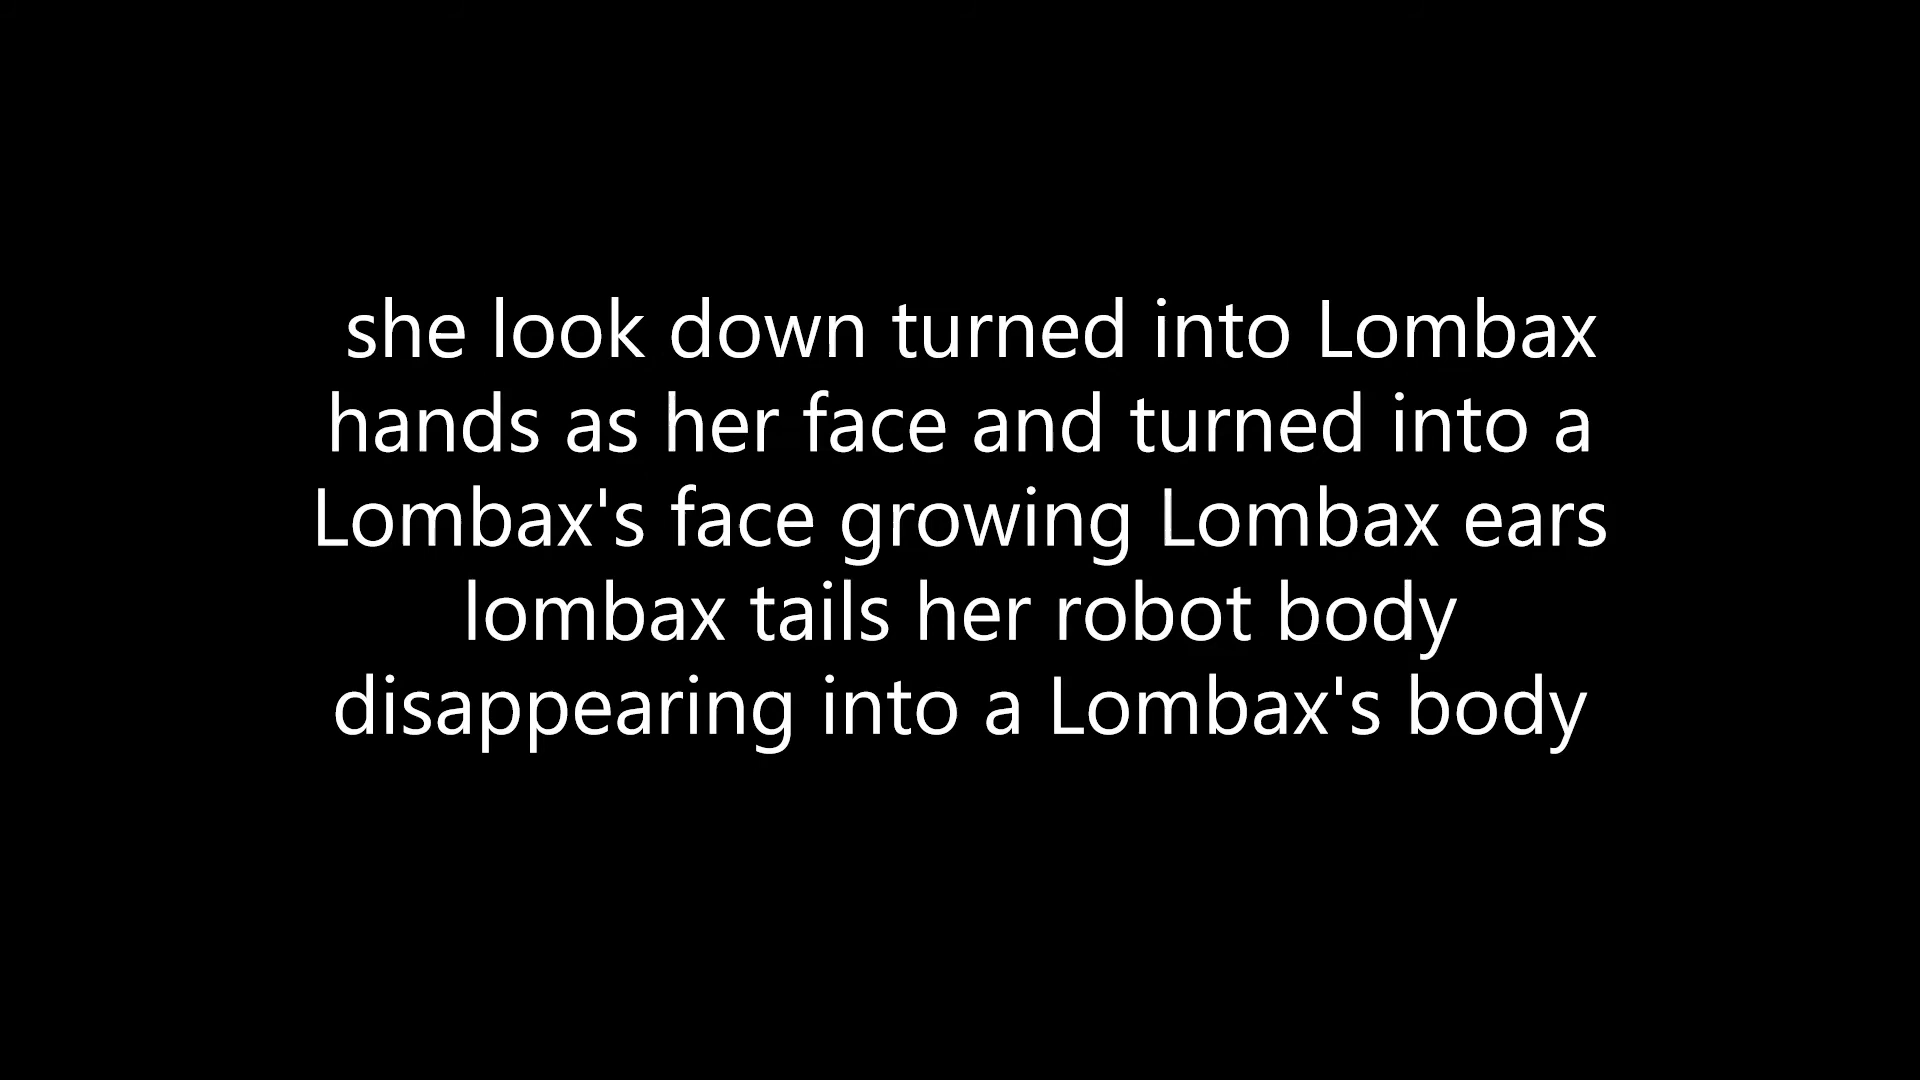 she look down turned into Lombax
hands as her face and turned into a
Lombax's face growing Lombax ears
lombax tails her robot body
disappearing into a Lombax's body